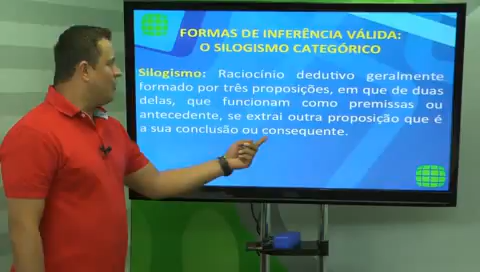 FORMAS DE INFERÊNCIA VÁLIDA:
O SILOGISMO CATEGÓRICO
Silogismo: Raciocínio dedutivo geralmente
formado por três proposições, em que de duas
delas, que funcionam como premissas ou
antecedente, se extrai outra proposição que é
a sua conclusão ou consequente.